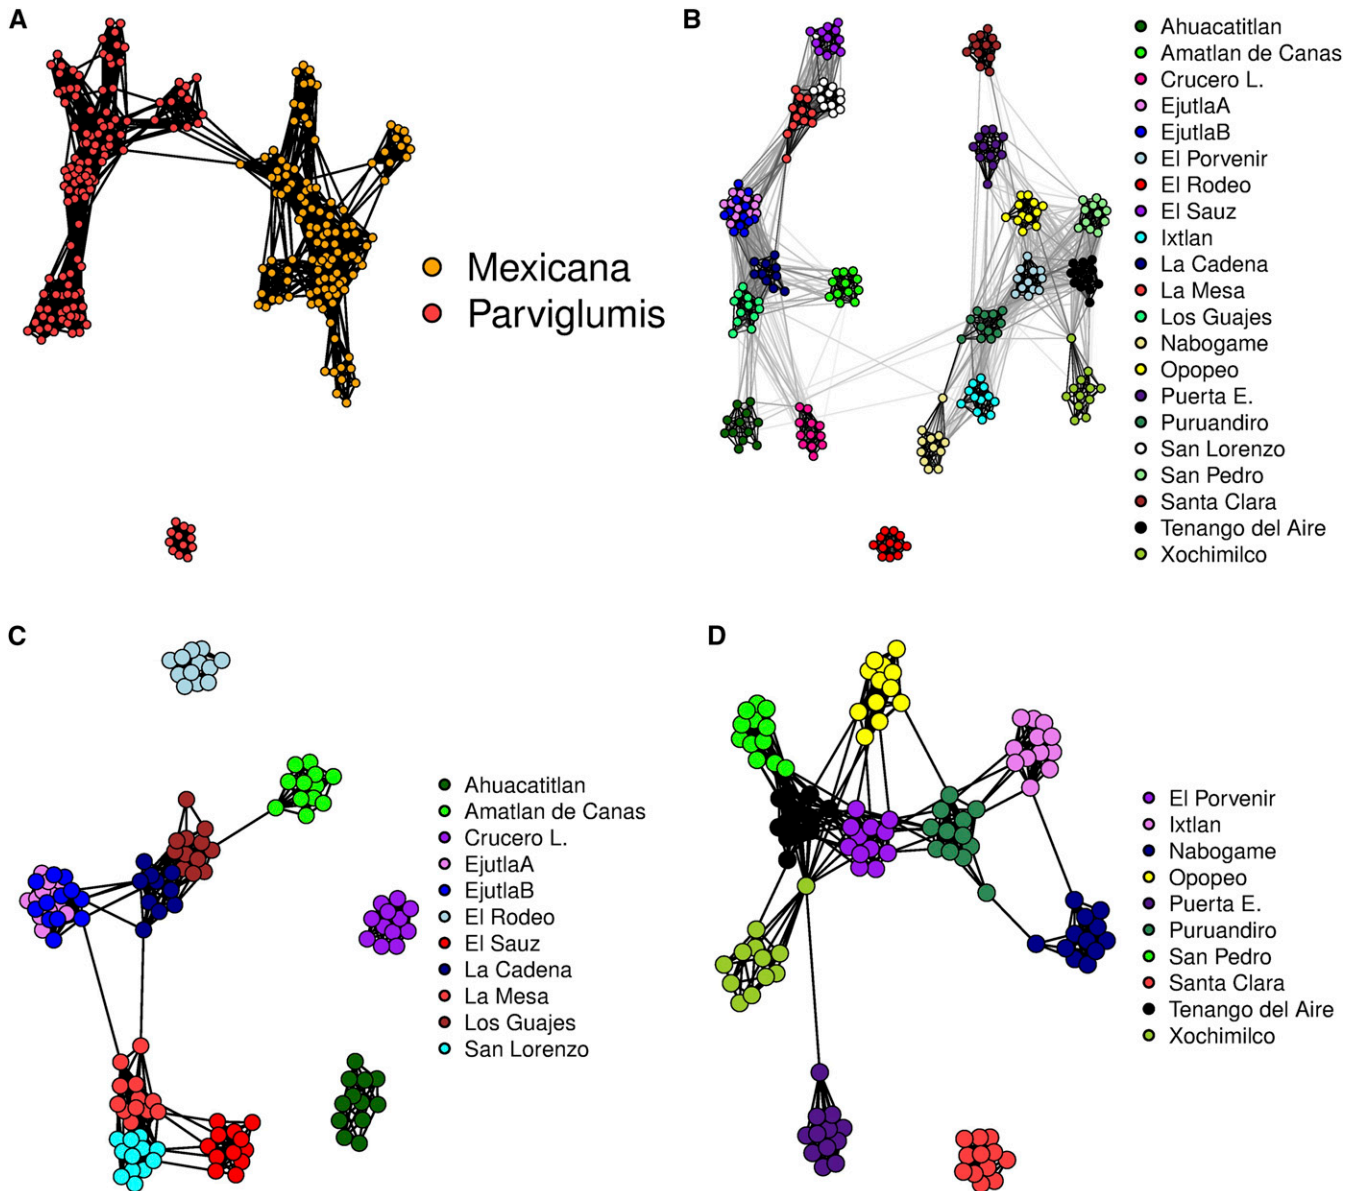 A
Mexicana
Parviglumis
B
Ahuacatitlan
Amatlan de Canas
Crucero L.
EjutlaA
EjutlaB
El Porvenir
El Rodeo
El Sauz
Ixtlan
La Cadena
La Mesa
Los Guajes
Nabogame
Opopeo
Puerta E.
Puruandiro
San Lorenzo
San Pedro
Santa Clara
Tenango del Aire
Xochimilco
C
Ahuacatitlan
Amatlan de Canas
Crucero L.
EjutlaA
EjutlaB
El Rodeo
El Sauz
La Cadena
La Mesa
Los Guajes
San Lorenzo
D
El Porvenir
Ixtlan
Nabogame
Opopeo
Puerta E.
Puruandiro
San Pedro
Santa Clara
Tenango del Aire
Xochimilco